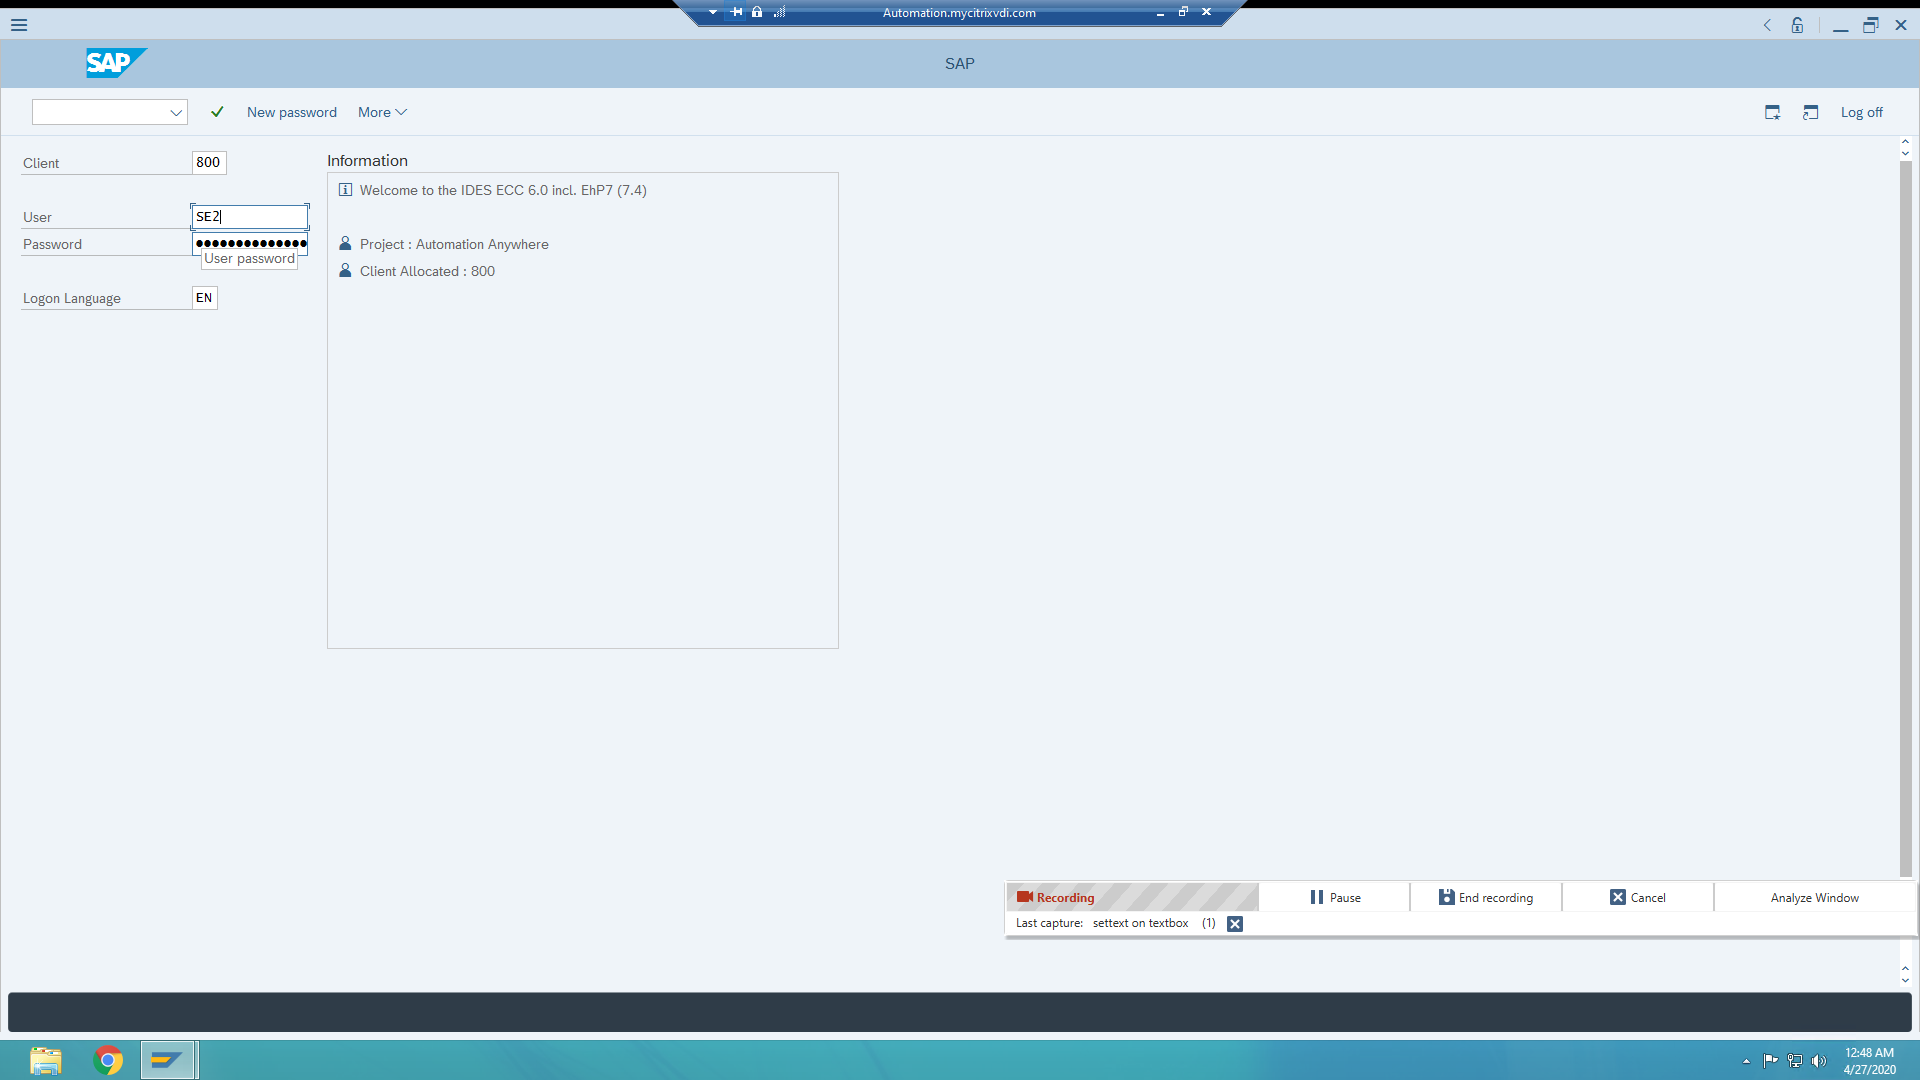 Automation.mycitrixvdi.com
SAP
SAP
New password
More
Log off
Client
800
User
SE2
Password
User password
Logon Language
EN
Information
Welcome to the IDES ECC 6.0 incl. EhP7 (7.4)
Project : Automation Anywhere
Client Allocated : 800
Recording
Pause
End recording
Cancel
Analyze Window
Last capture: settext on textbox (1)
12:48 AM
4/27/2020